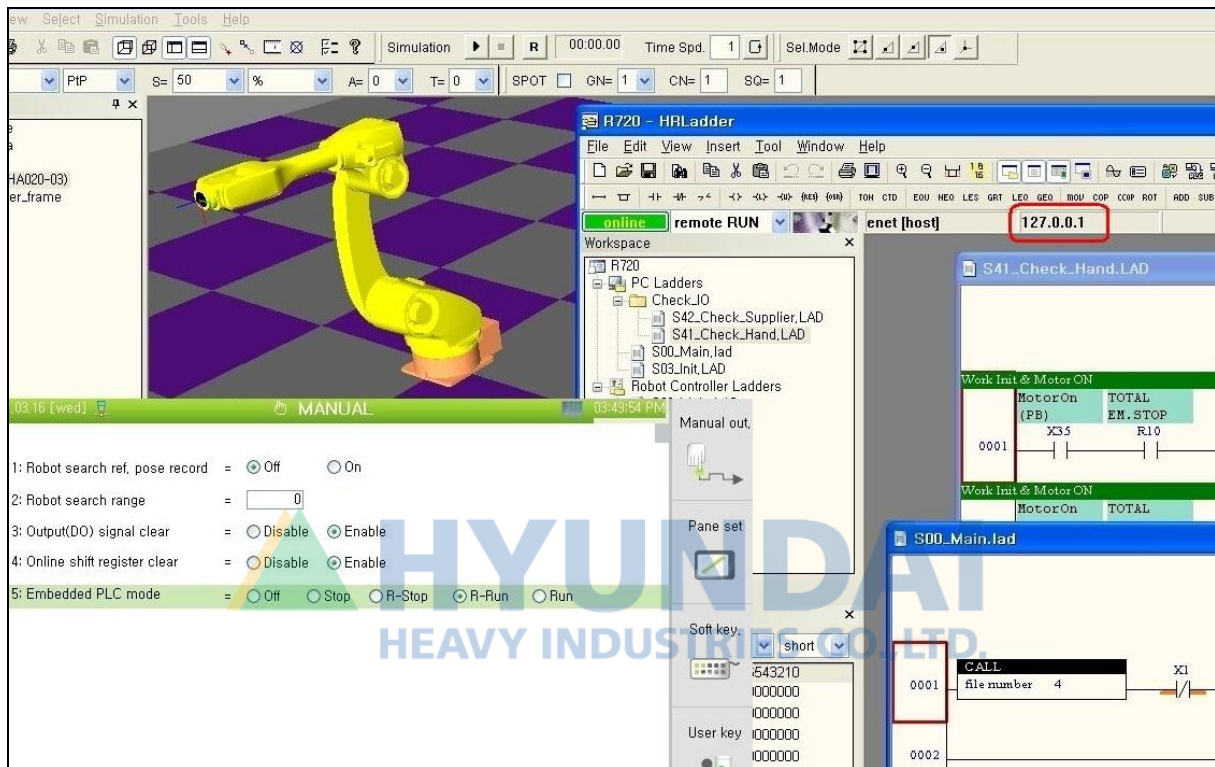 Select Simulation Tools Help
Simulation R 00:00.00 Time Spd. 1 Sel.Mode
PtP S= 50 % A= 0 T= 0 SPOT GN= 1 CN= 1 SQ= 1
HA020-03)
er_frame
R720 - HRLadder
File Edit View Insert Tool Window Help
TON CTD EQU NEQ LES GRT LEQ GEQ MOV COP CCOP ROT ADD SUB
online remote RUN enet [host] 127.0.0.1
Workspace
R720
PC Ladders
Check_IO
S42_Check_Supplier,LAD
S41_Check_Hand,LAD
S00_Main,lad
S03_Init,LAD
Robot Controller Ladders
S41_Check_Hand.LAD
Work Init & Motor ON
MotorOn TOTAL
(PB) EM.STOP
X35 R10
0001
Work Init & Motor ON
MotorOn TOTAL
S00_Main.lad
CALL
0001 file number 4 X1
0002
.03,16 [wed] MANUAL 03:49:54 PM
1: Robot search ref, pose record = Off On
2: Robot search range = 0
3: Output(DO) signal clear = Disable Enable
4: Online shift register clear = Disable Enable
5: Embedded PLC mode = Off Stop R-Stop R-Run Run
Manual out,
Pane set
Soft key,
User key
short
543210
000000
000000
000000
000000
HYUNDAI
HEAVY INDUSTRIES CO.,LTD.